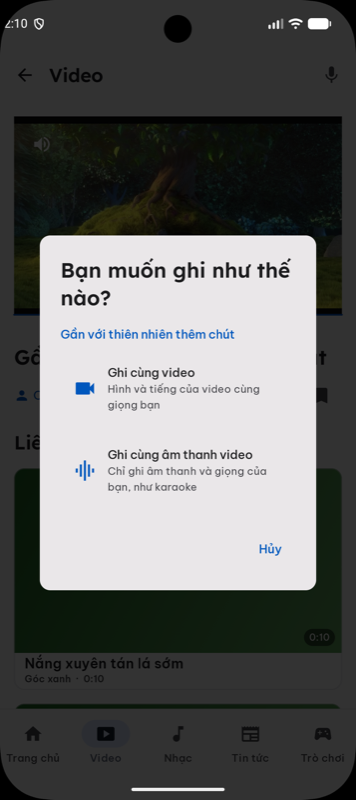 2:10
Video
Bạn muốn ghi như thế
nào?
Gần với thiên nhiên thêm chút
Ghi cùng video
Hình và tiếng của video cùng
giọng bạn
Ghi cùng âm thanh video
Chỉ ghi âm thanh và giọng của
bạn, như karaoke
Hủy
0:10
Nắng xuyên tán lá sớm
Góc xanh · 0:10
Trang chủ
Video
Nhạc
Tin tức
Trò chơi